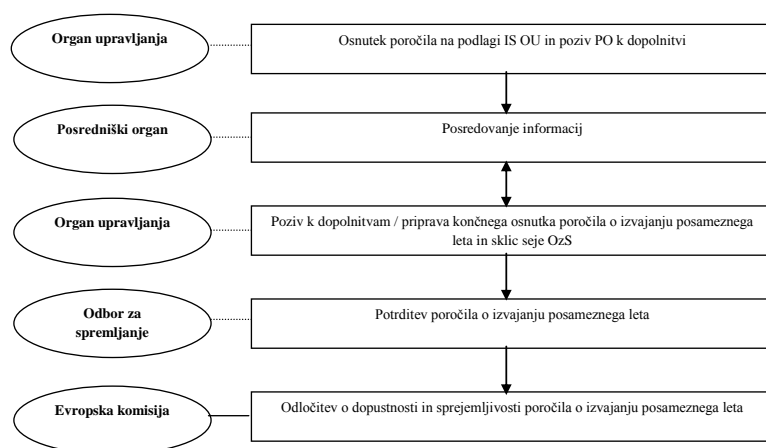 Organ upravljanja
Osnutek poročila na podlagi IS OU in poziv PO k dopolnitvi
Posredniški organ
Posredovanje informacij
Organ upravljanja
Poziv k dopolnitvam / priprava končnega osnutka poročila o izvajanju posameznega
leta in sklic seje OzS
Odbor za
spremljanje
Potrditev poročila o izvajanju posameznega leta
Evropska komisija
Odločitev o dopustnosti in sprejemljivosti poročila o izvajanju posameznega leta